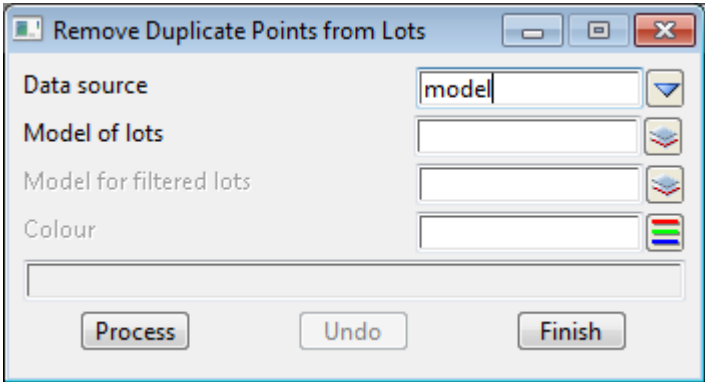 Remove Duplicate Points from Lots
Data source model
Model of lots
Model for filtered lots
Colour
Process Undo Finish